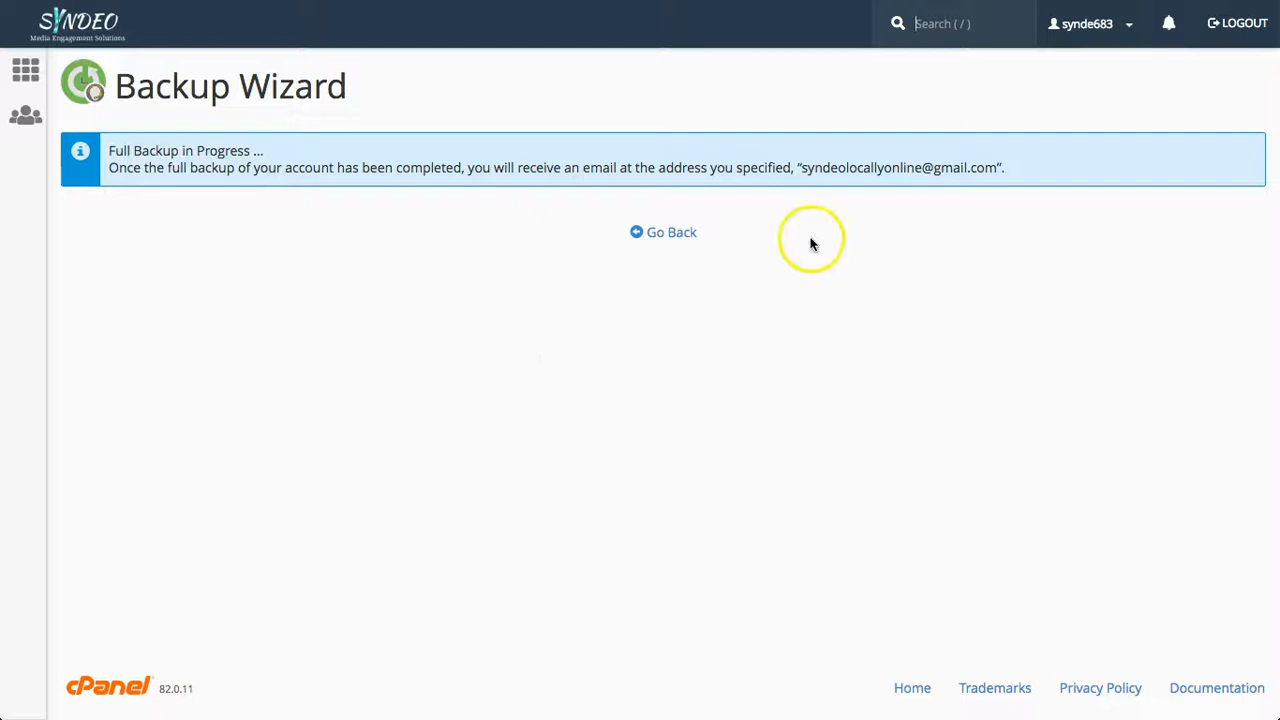 SYNDEO
Media Engagement Solutions
Search ( / )
synde683
LOGOUT
Backup Wizard
Full Backup in Progress ...
Once the full backup of your account has been completed, you will receive an email at the address you specified, “syndeolocallyonline@gmail.com”.
Go Back
cPanel 82.0.11
Home
Trademarks
Privacy Policy
Documentation